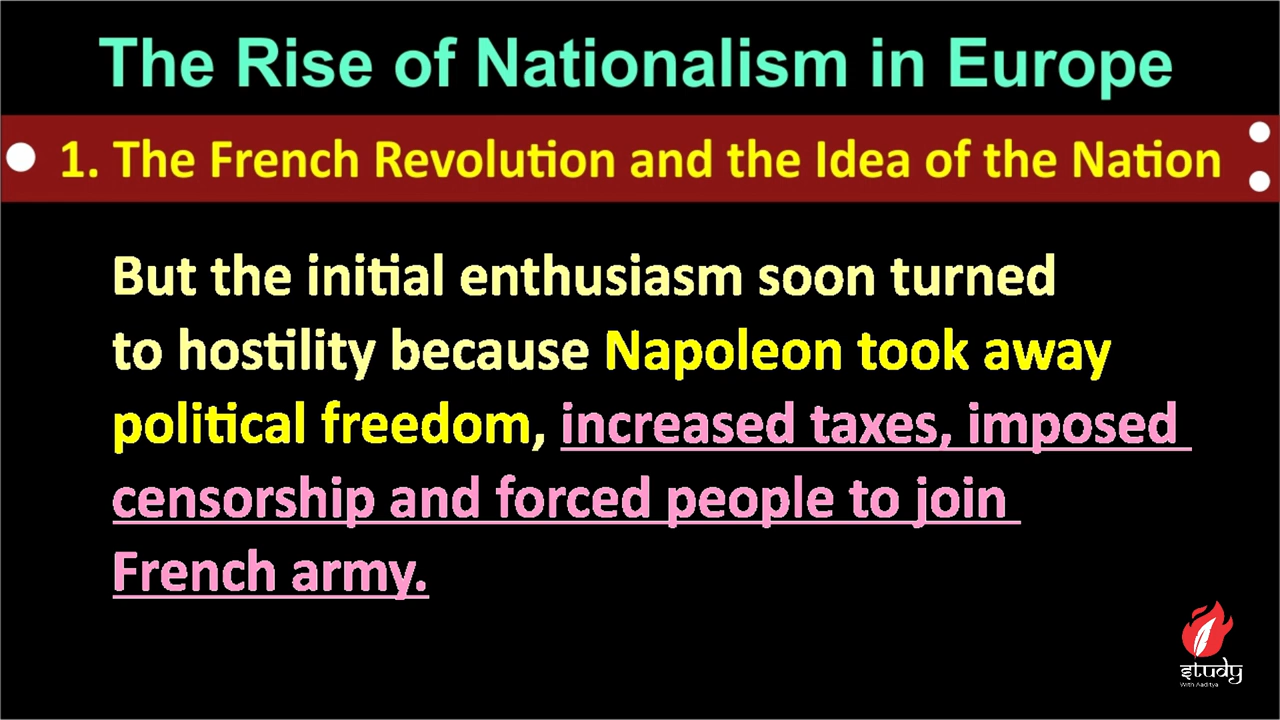 The Rise of Nationalism in Europe
1. The French Revolution and the Idea of the Nation
But the initial enthusiasm soon turned
to hostility because Napoleon took away
political freedom, increased taxes, imposed
censorship and forced people to join
French army.
study
With Aaditya